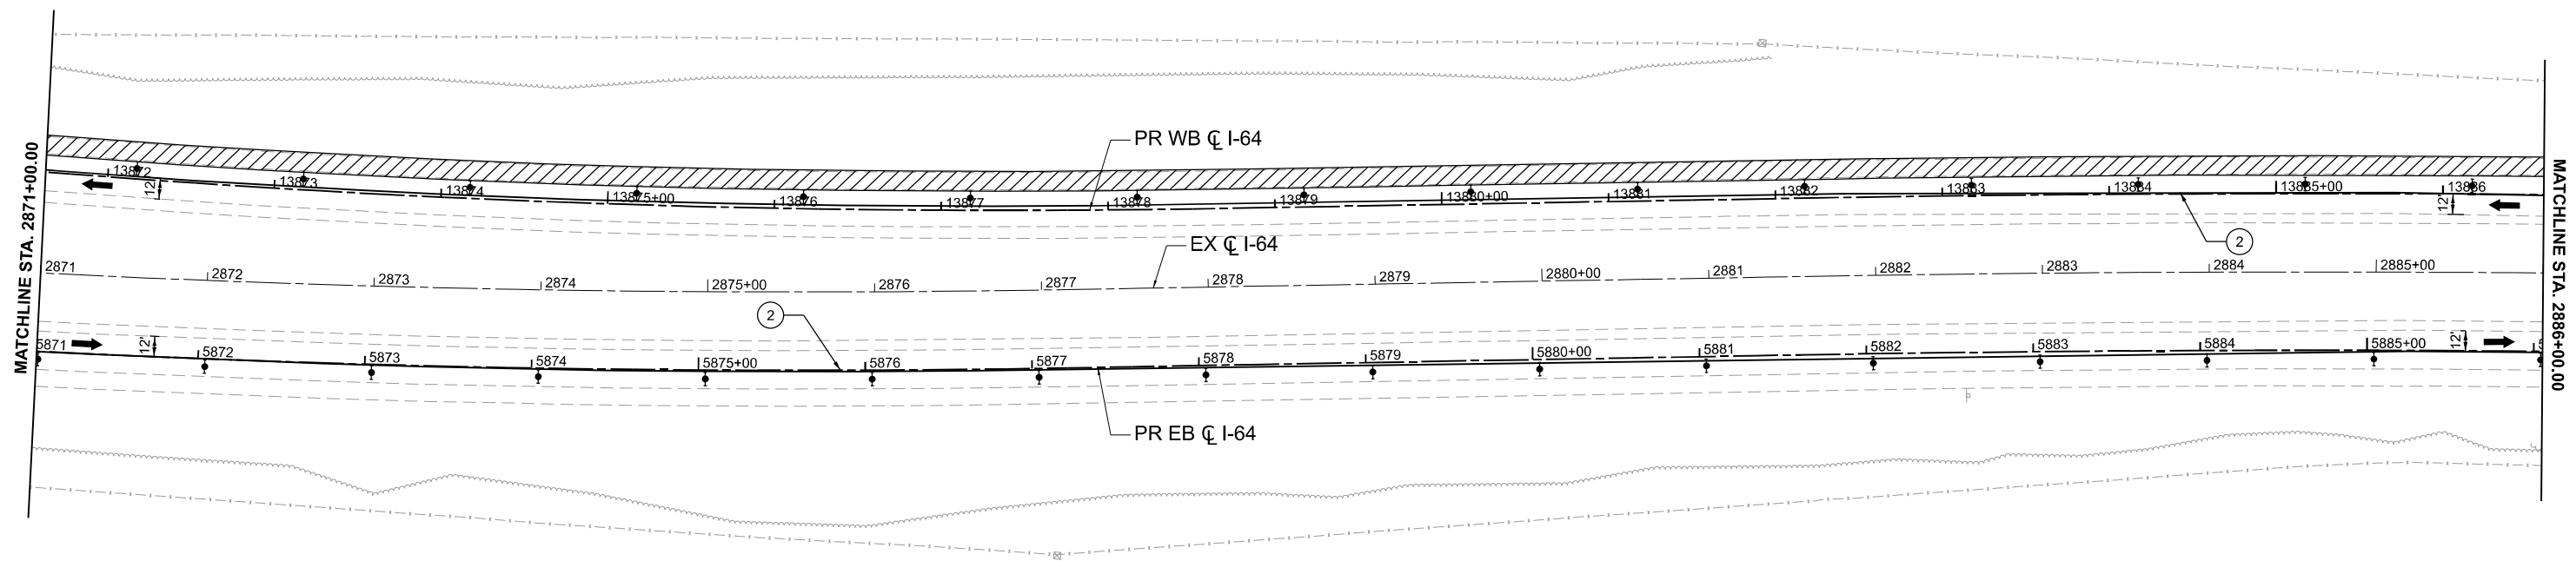 MATCHLINE STA. 2871+00.00
PR WB ℄ I-64
13872 13873 13874 13875+00 13876 13877 13878 13879 13880+00 13881 13882 13883 13884 13885+00 13886
12' 12'
2
EX ℄ I-64
2871 2872 2873 2874 2875+00 2876 2877 2878 2879 2880+00 2881 2882 2883 2884 2885+00
2
12' 12'
5871 5872 5873 5874 5875+00 5876 5877 5878 5879 5880+00 5881 5882 5883 5884 5885+00
PR EB ℄ I-64
MATCHLINE STA. 2886+00.00